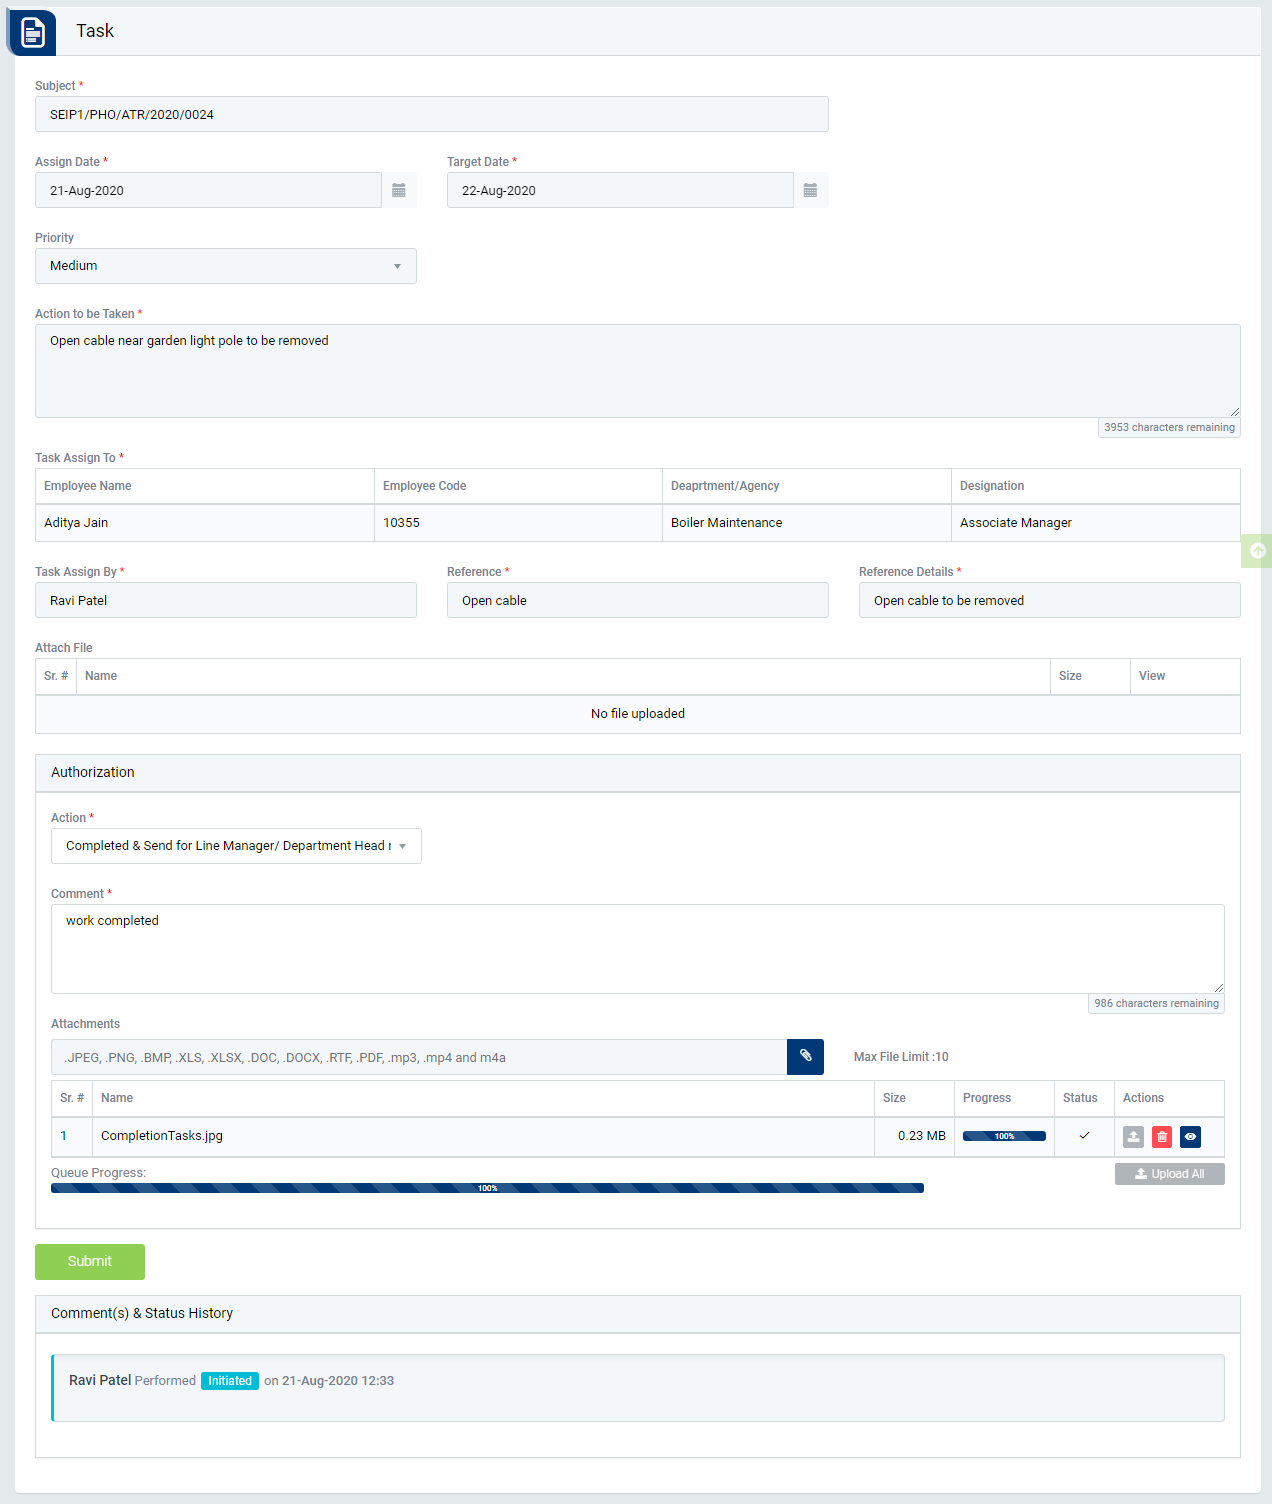 Task
Subject *
SEIP1/PHO/ATR/2020/0024
Assign Date * Target Date *
21-Aug-2020 22-Aug-2020
Priority
Medium
Action to be Taken *
Open cable near garden light pole to be removed
3953 characters remaining
Task Assign To *
Employee Name Employee Code Deaprtment/Agency Designation
Aditya Jain 10355 Boiler Maintenance Associate Manager
Task Assign By * Reference * Reference Details *
Ravi Patel Open cable Open cable to be removed
Attach File
Sr. # Name Size View
No file uploaded
Authorization
Action *
Completed & Send for Line Manager/ Department Head r
Comment *
work completed
986 characters remaining
Attachments
.JPEG, .PNG, .BMP, .XLS, .XLSX, .DOC, .DOCX, .RTF, .PDF, .mp3, .mp4 and m4a Max File Limit :10
Sr. # Name Size Progress Status Actions
1 CompletionTasks.jpg 0.23 MB 100%
Queue Progress: Upload All
100%
Submit
Comment(s) & Status History
Ravi Patel Performed Initiated on 21-Aug-2020 12:33